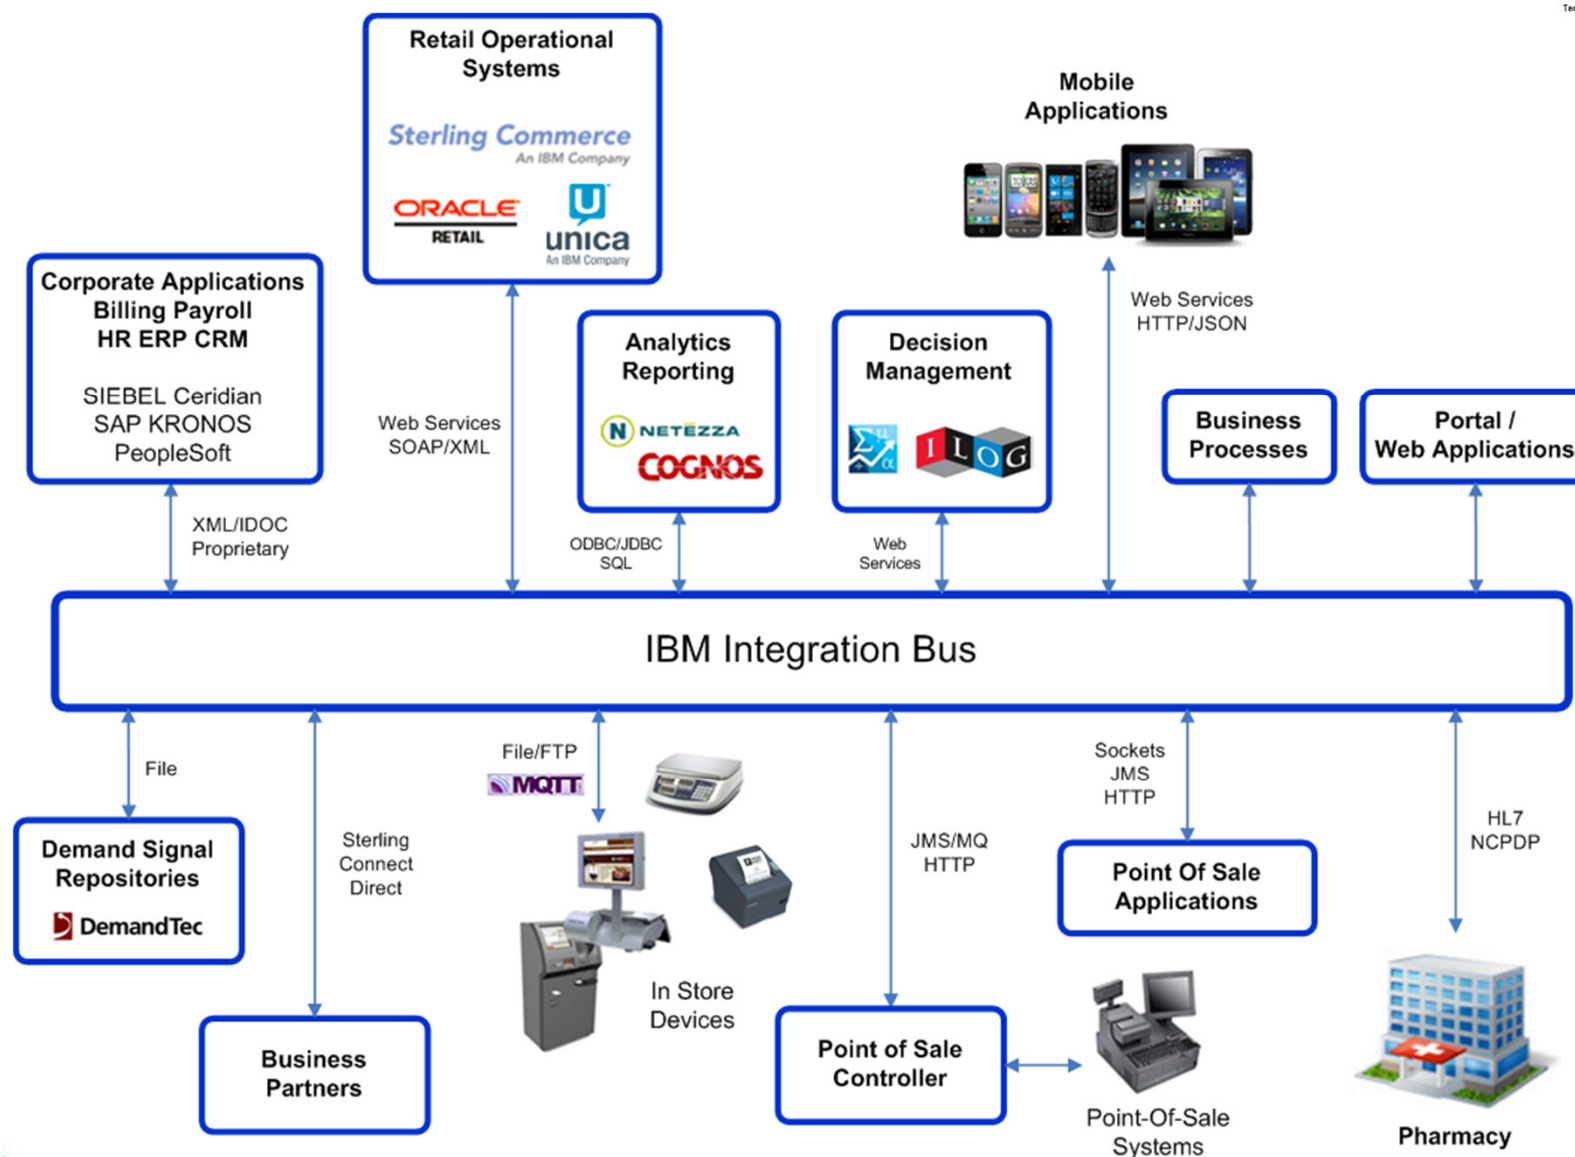 Retail Operational
Systems
Sterling Commerce
An IBM Company
ORACLE
RETAIL
unica
An IBM Company
Mobile
Applications
Corporate Applications
Billing Payroll
HR ERP CRM
SIEBEL Ceridian
SAP KRONOS
PeopleSoft
Analytics
Reporting
NETEZZA
COGNOS
Decision
Management
ILOG
Web Services
HTTP/JSON
Business
Processes
Portal /
Web Applications
XML/IDOC
Proprietary
Web Services
SOAP/XML
ODBC/JDBC
SQL
Web
Services
IBM Integration Bus
File
Sterling
Connect
Direct
File/FTP
MQTT
JMS/MQ
HTTP
Sockets
JMS
HTTP
HL7
NCPDP
Demand Signal
Repositories
DemandTec
Business
Partners
In Store
Devices
Point of Sale
Controller
Point Of Sale
Applications
Point-Of-Sale
Systems
Pharmacy